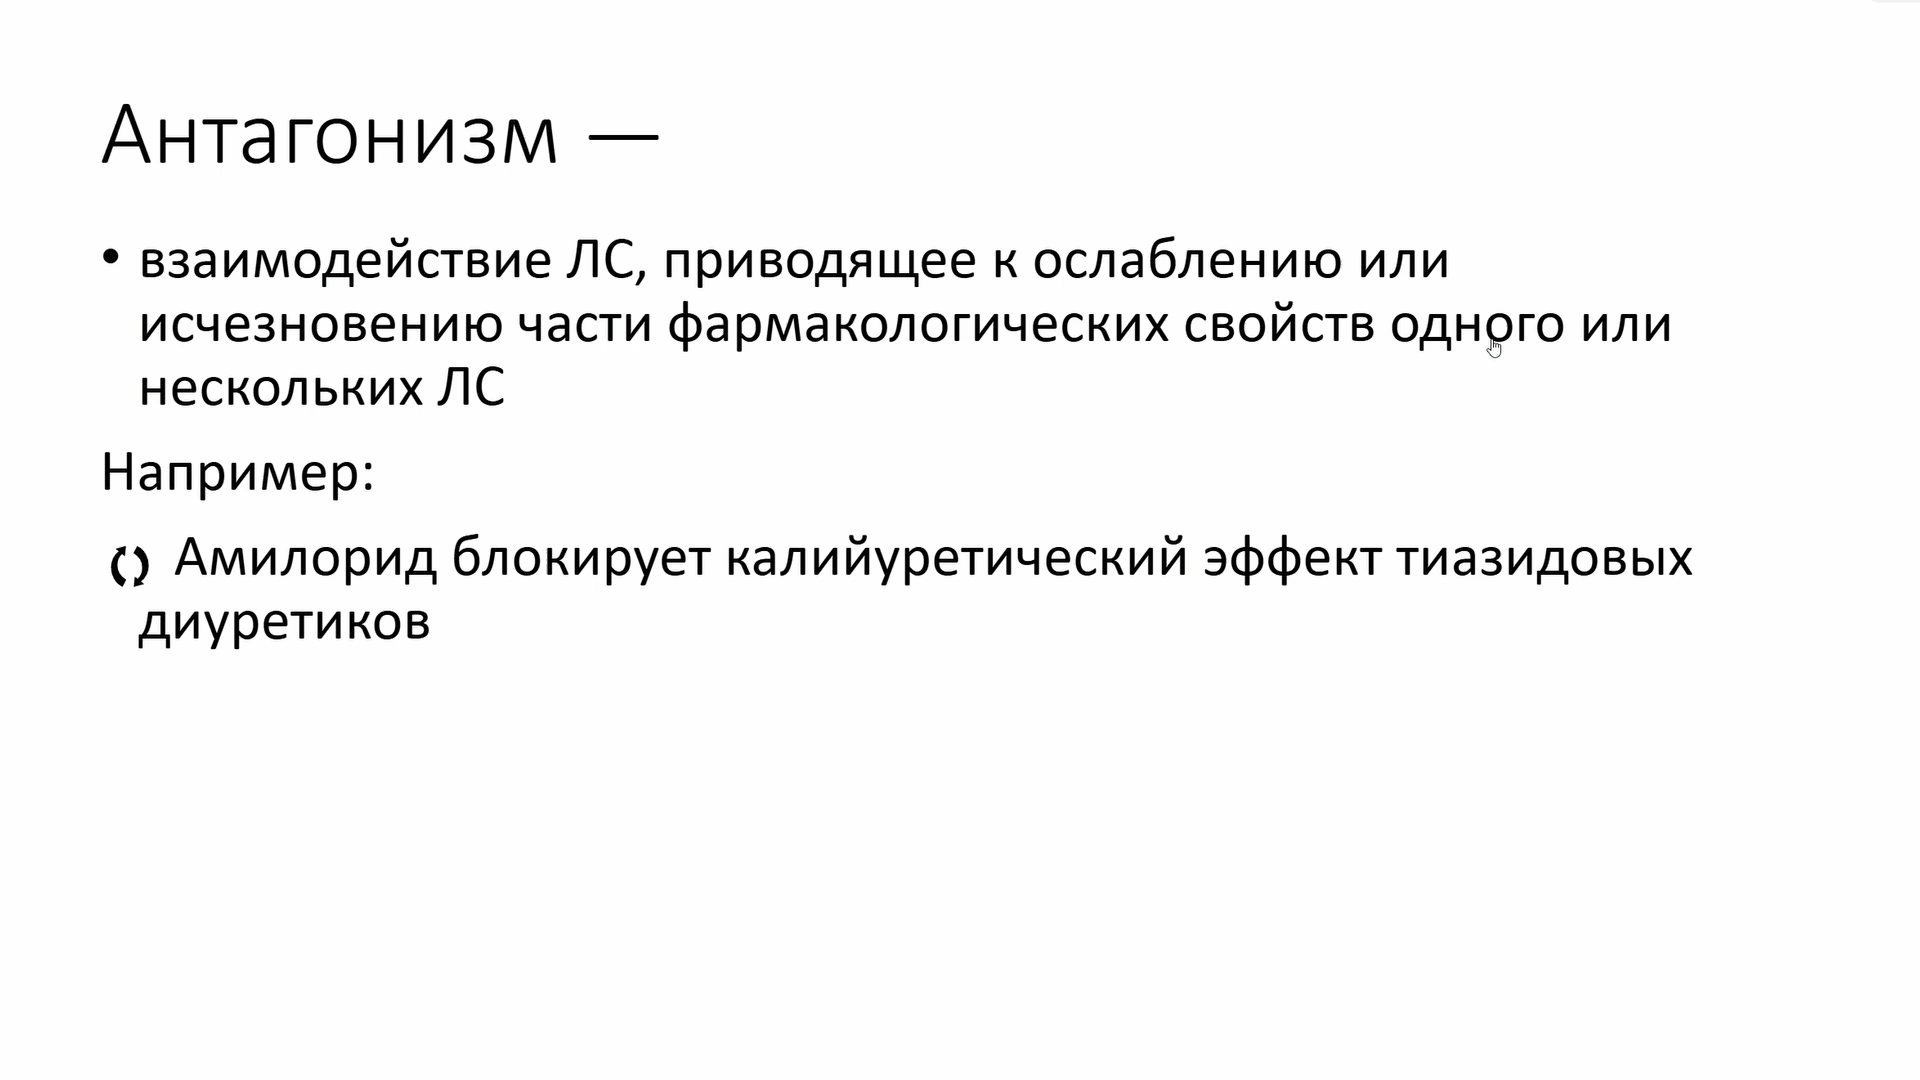 Антагонизм —
• взаимодействие ЛС, приводящее к ослаблению или
исчезновению части фармакологических свойств одного или
нескольких ЛС
Например:
Амилорид блокирует калийуретический эффект тиазидовых
диуретиков